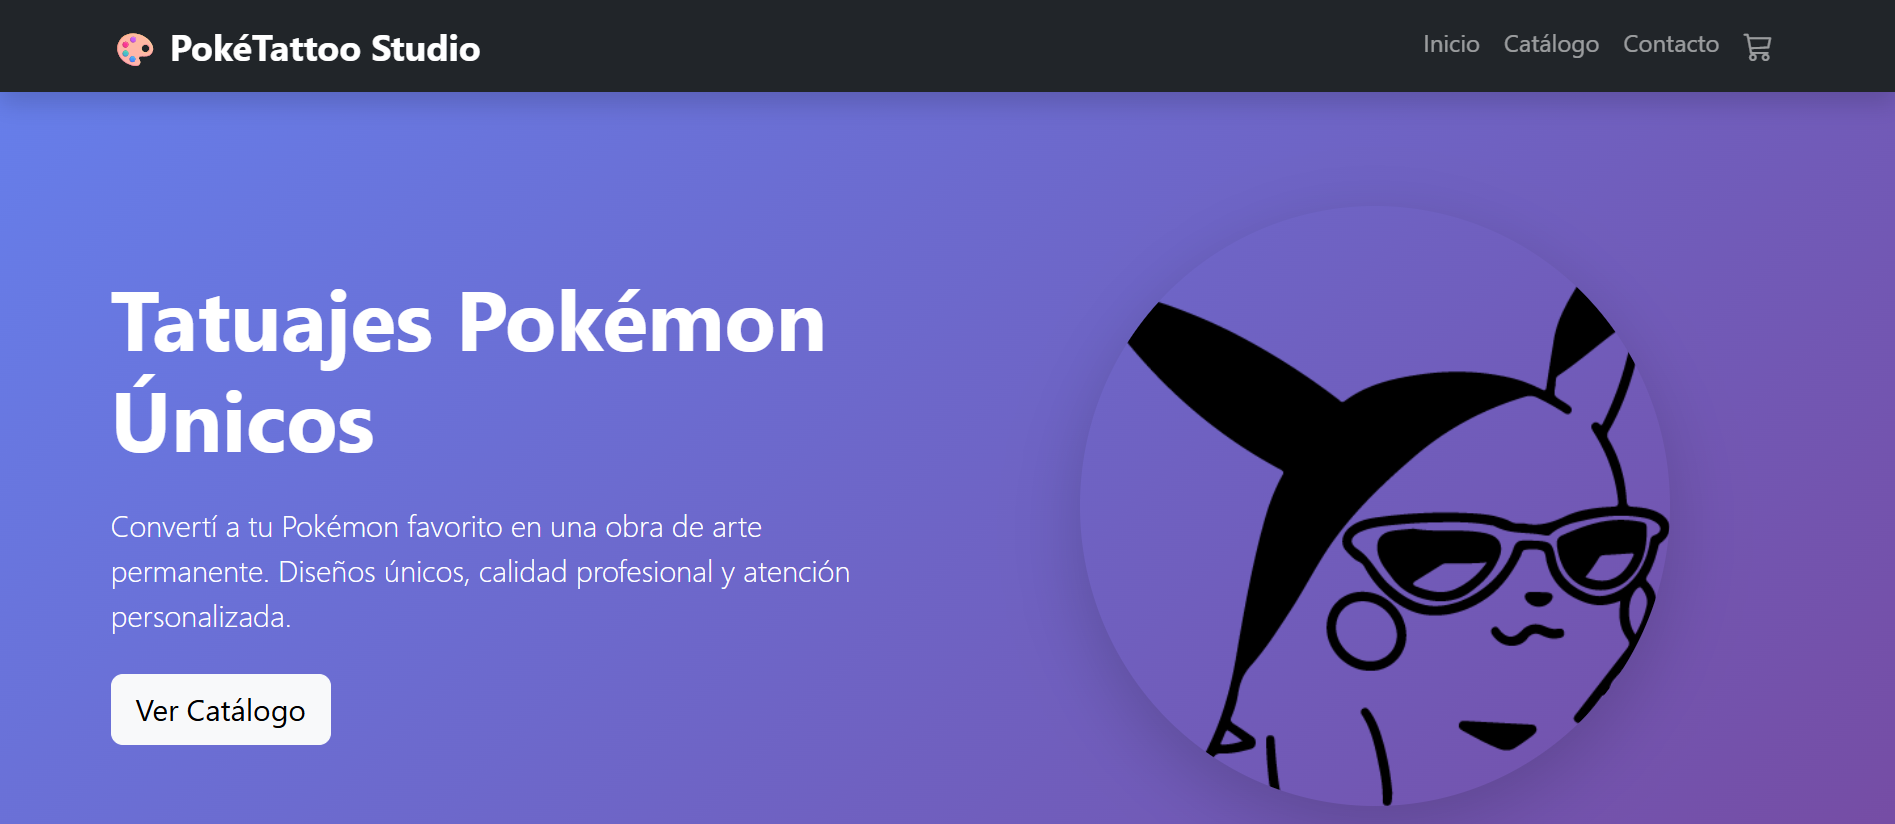 PokéTattoo Studio
Inicio Catálogo Contacto
Tatuajes Pokémon
Únicos
Convertí a tu Pokémon favorito en una obra de arte
permanente. Diseños únicos, calidad profesional y atención
personalizada.
Ver Catálogo